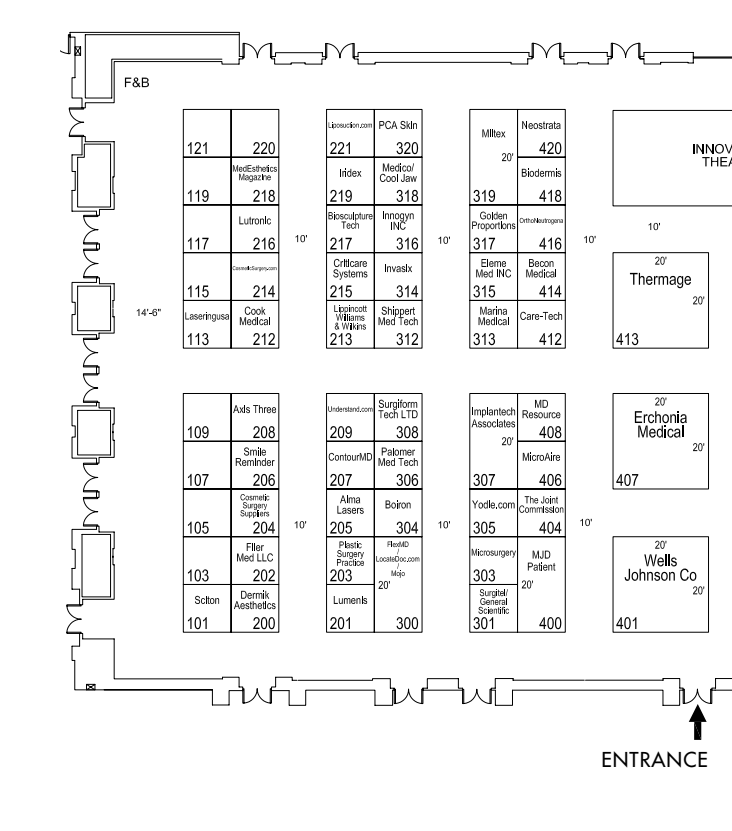 F&B
121
220
119
MedEsthetics
Magazine
218
117
Lutronic
216
115
CosmeticSurgery.com
214
Laseringusa
113
Cook
Medical
212
Liposuction.com
221
PCA Skin
320
Iridex
219
Medico/
Cool Jaw
318
Biosculpture
Tech
217
Innogyn
INC
316
Criticare
Systems
215
Invasix
314
Lippincott
Williams
& Wilkins
213
Shippert
Med Tech
312
Miltex
20'
319
Neostrata
420
Biodermis
418
Golden
Proportions
317
OrthoNeutrogena
416
Eleme
Med INC
315
Becon
Medical
414
Marina
Medical
313
Care-Tech
412
INNOV
THEA
10'
10'
10'
10'
14'-6"
20'
Thermage
20'
413
109
Axis Three
208
107
Smile
Reminder
206
105
Cosmetic
Surgery
Suppliers
204
103
Filler
Med LLC
202
Sciton
101
Dermik
Aesthetics
200
Understand.com
209
Surgiform
Tech LTD
308
ContourMD
207
Palomer
Med Tech
306
Alma
Lasers
205
Boiron
304
Plastic
Surgery
Practice
203
FlexMD
/
LocateDoc.com
/
Mojo
20'
300
Lumenis
201
Implantech
Associates
20'
307
MD
Resource
408
MicroAire
406
Yodle.com
305
The Joint
Commission
404
Microsurgery
303
MJD
Patient
20'
400
Surgitel/
General
Scientific
301
10'
10'
10'
20'
Erchonia
Medical
20'
407
20'
Wells
Johnson Co
20'
401
ENTRANCE